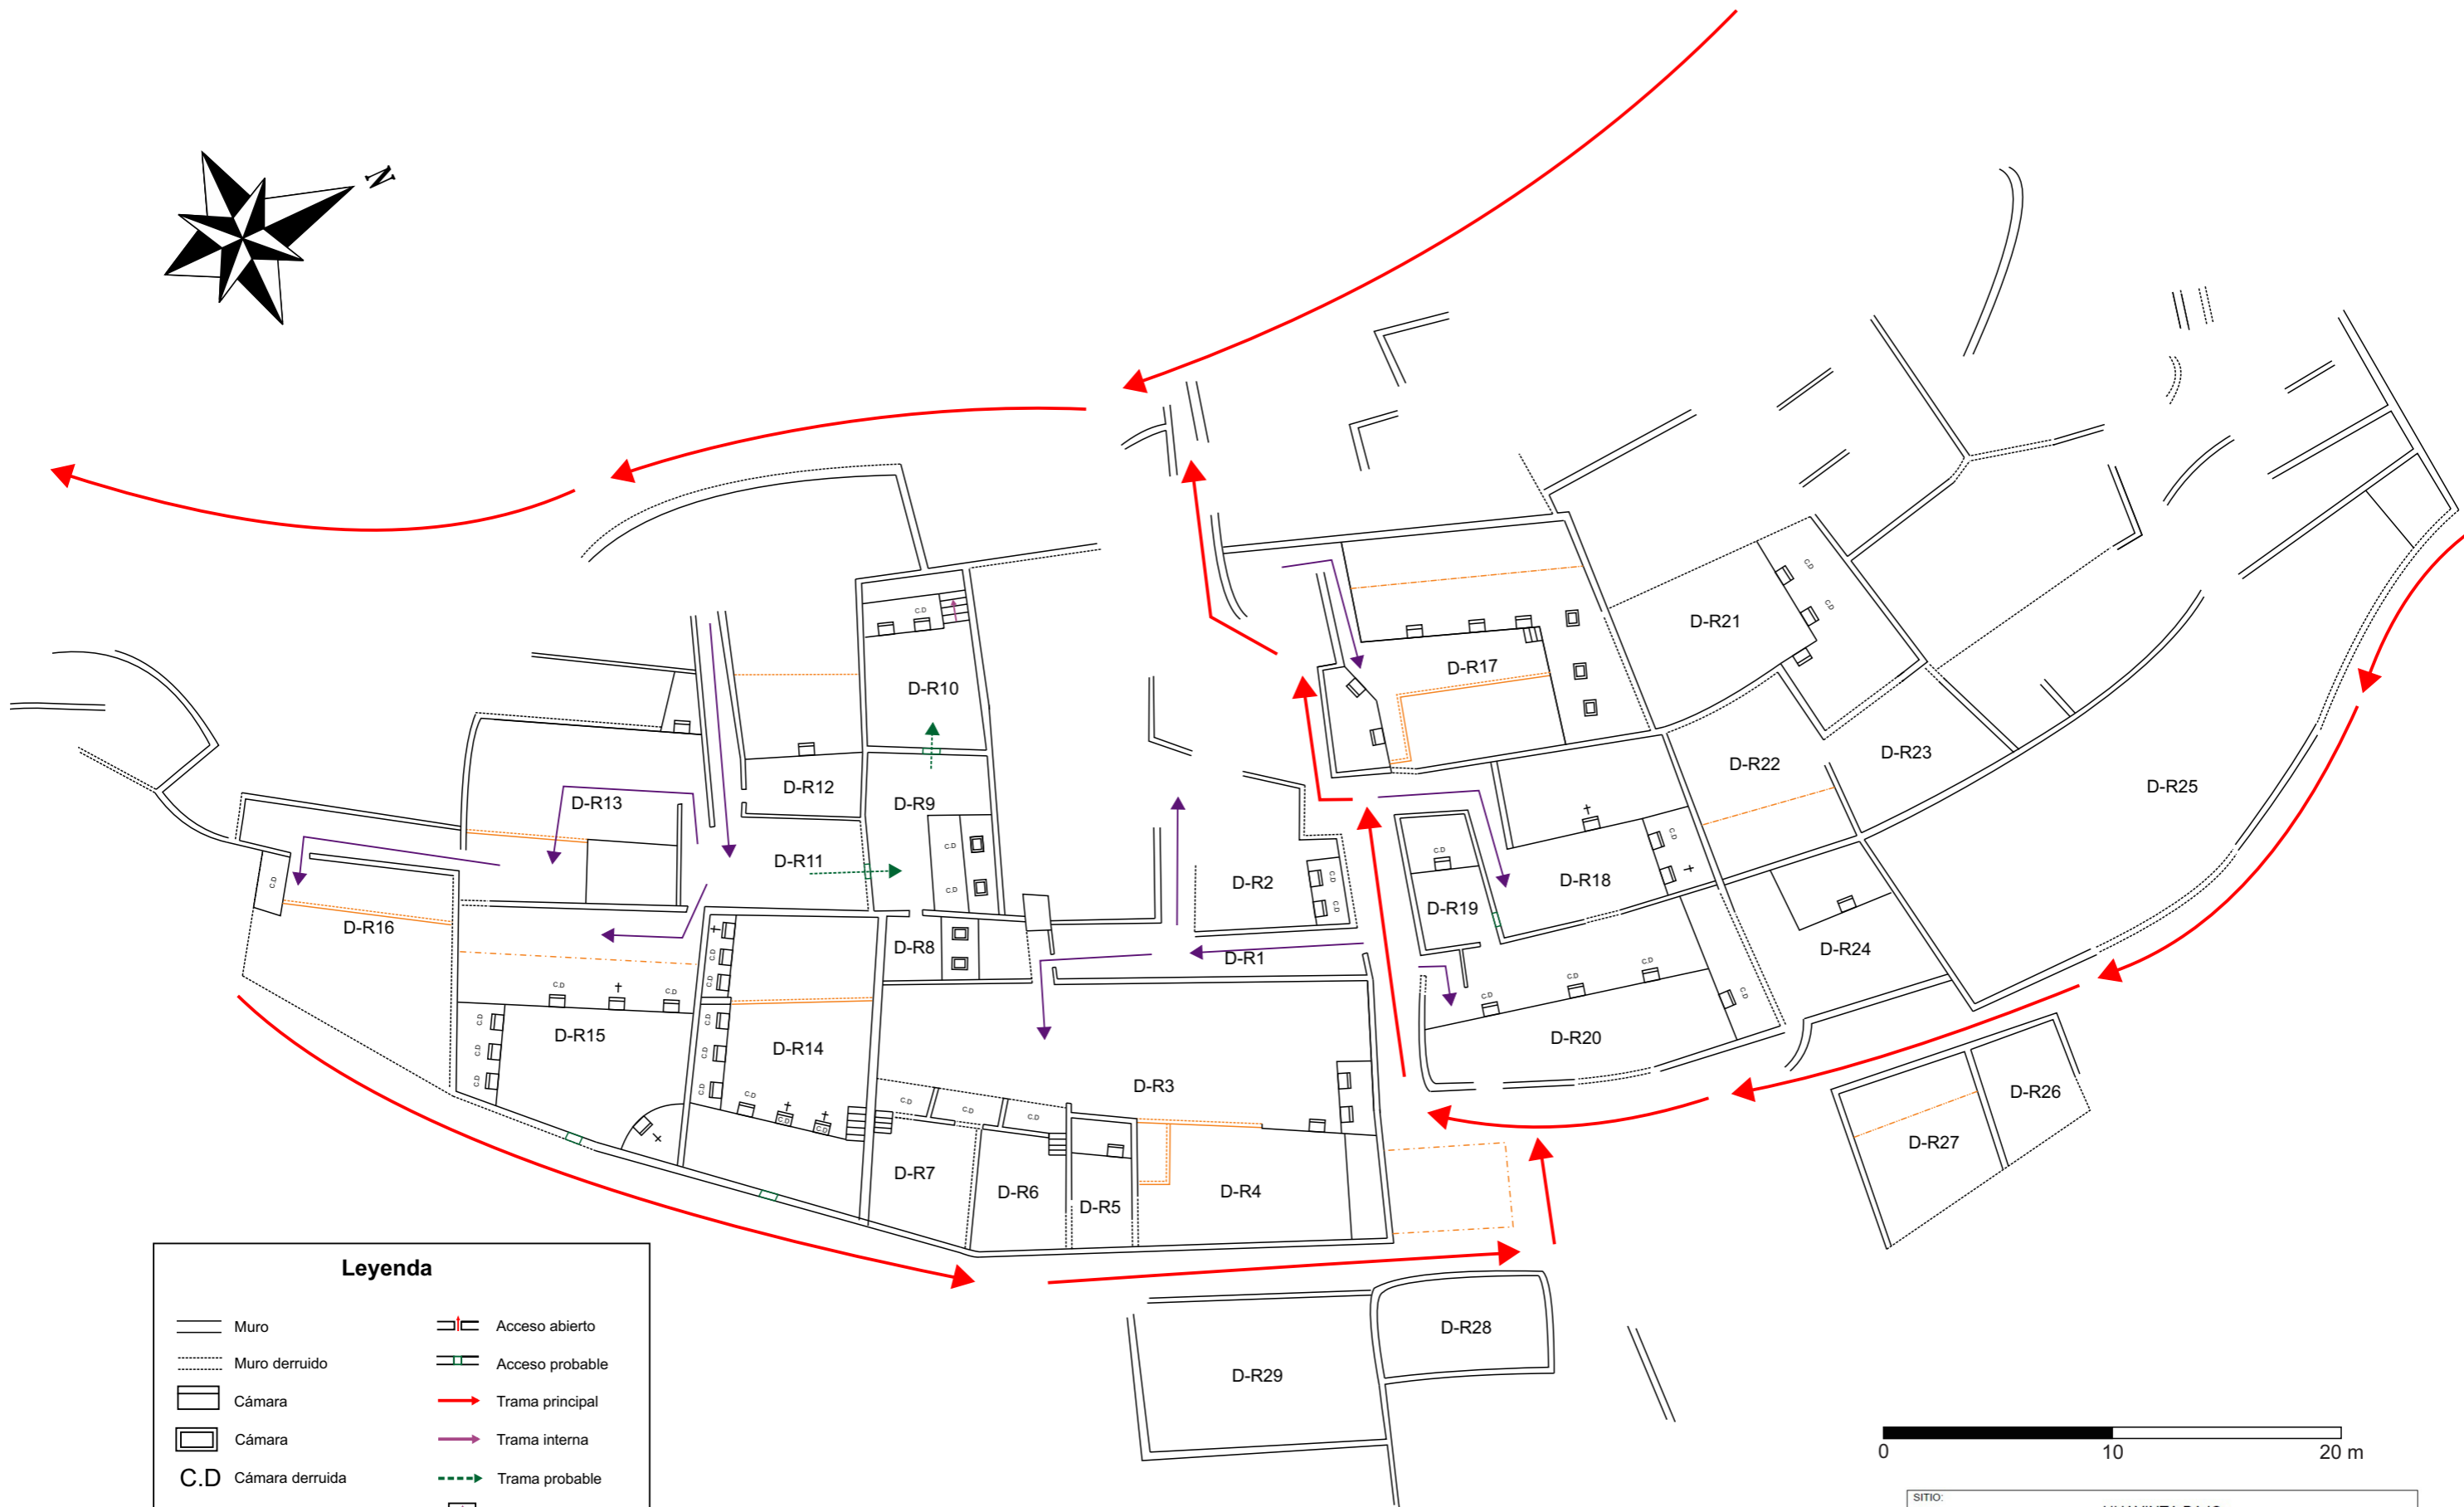 N
C.D
C.D
D-R10
D-R12
D-R13
D-R9
D-R11
C.D
C.D
C.D
D-R16
D-R8
D-R2
C.D
C.D
D-R1
D-R17
D-R21
C.D
C.D
D-R22
D-R23
D-R25
D-R18
C.D
C.D
C.D
D-R19
D-R24
C.D
C.D
C.D
C.D
D-R20
D-R15
C.D
C.D
C.D
C.D
C.D
D-R14
C.D
C.D
C.D
C.D
C.D
C.D
C.D
C.D
C.D
D-R3
C.D
C.D
C.D
D-R7
D-R6
D-R5
D-R4
D-R26
D-R27
D-R28
D-R29
Leyenda
Muro
Muro derruido
Cámara
Cámara
C.D Cámara derruida
Acceso abierto
Acceso probable
Trama principal
Trama interna
Trama probable
0 10 20 m
SITIO: